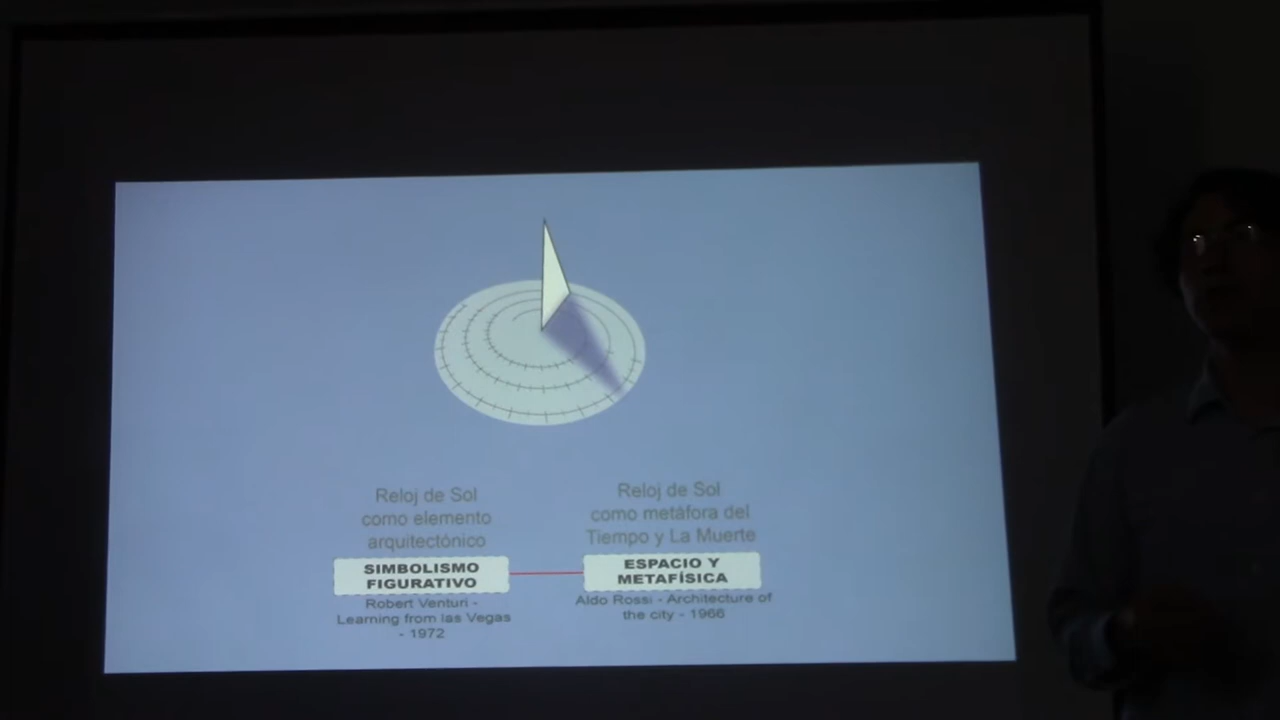 Reloj de Sol
como elemento
arquitectónico
SIMBOLISMO
FIGURATIVO
Robert Venturi -
Learning from las Vegas
- 1972
Reloj de Sol
como metáfora del
Tiempo y La Muerte
ESPACIO Y
METAFÍSICA
Aldo Rossi - Architecture of
the city - 1966